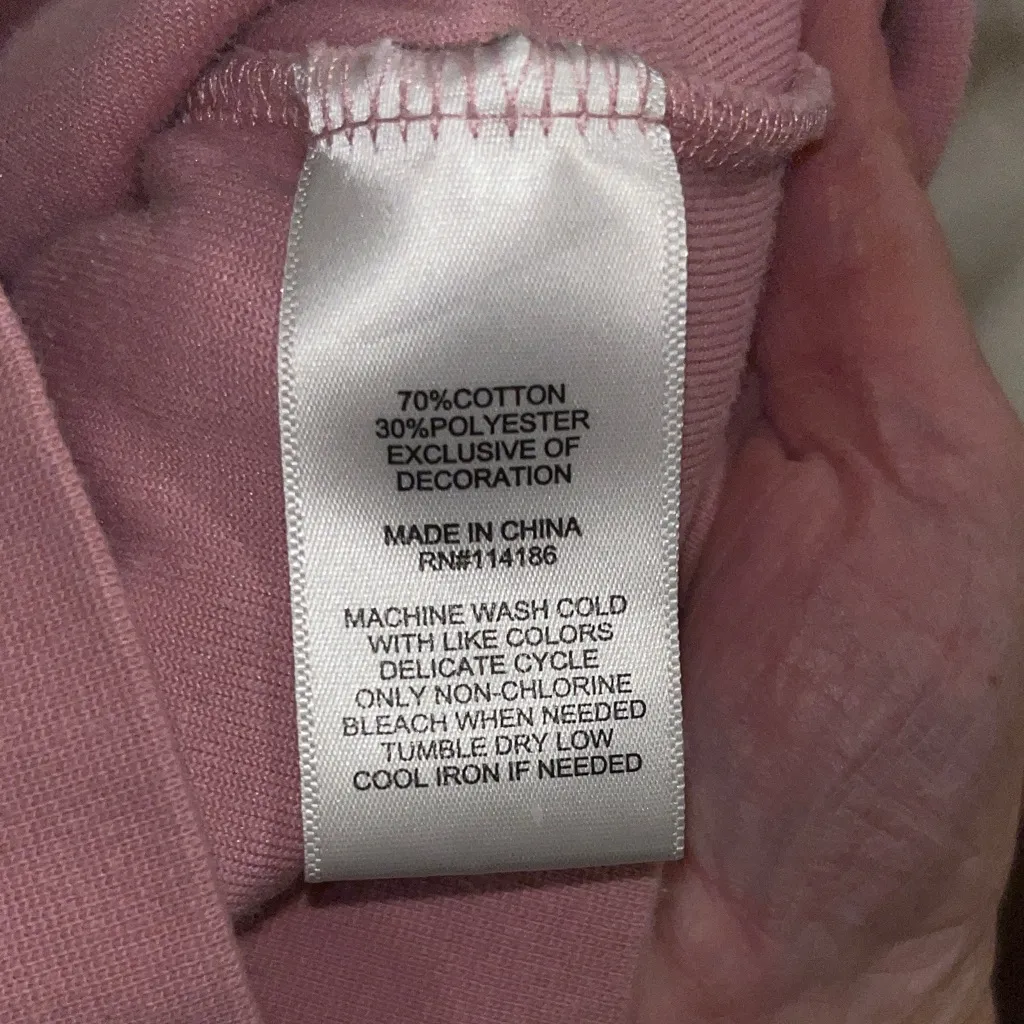 70%COTTON
30%POLYESTER
EXCLUSIVE OF
DECORATION
MADE IN CHINA
RN#114186
MACHINE WASH COLD
WITH LIKE COLORS
DELICATE CYCLE
ONLY NON-CHLORINE
BLEACH WHEN NEEDED
TUMBLE DRY LOW
COOL IRON IF NEEDED